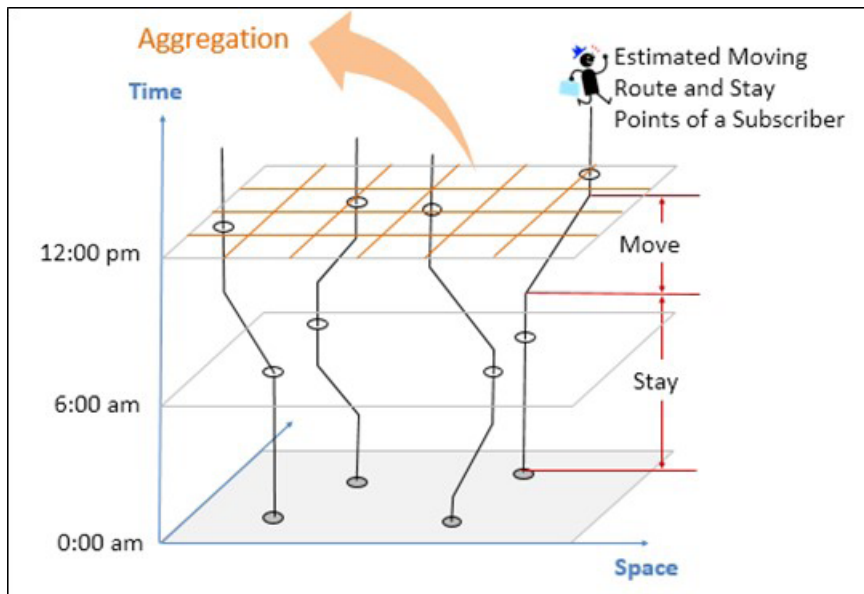 Aggregation
Estimated Moving
Route and Stay
Points of a Subscriber
Time
12:00 pm
Move
Stay
6:00 am
0:00 am
Space